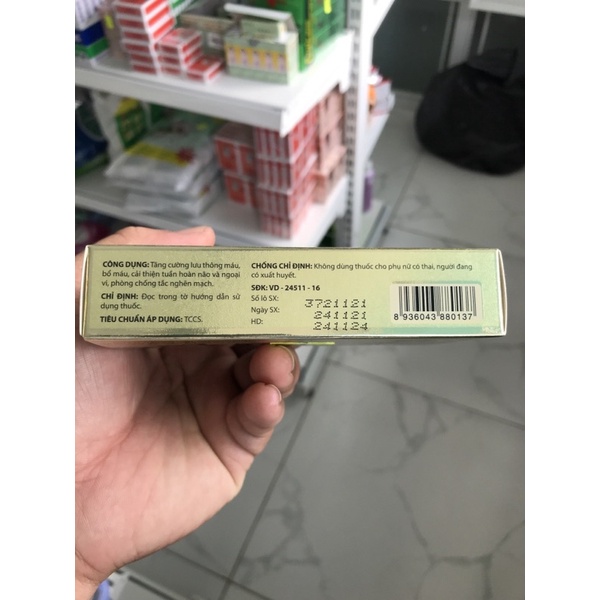 CÔNG DỤNG: Tăng cường lưu thông máu,
bổ máu, cải thiện tuần hoàn não và ngoại
vi, phòng chống tắc nghẽn mạch.
CHỈ ĐỊNH: Đọc trong tờ hướng dẫn sử
dụng thuốc.
TIÊU CHUẨN ÁP DỤNG: TCCS.
CHỐNG CHỈ ĐỊNH: Không dùng thuốc cho phụ nữ có thai, người đang
có xuất huyết.
SĐK: VD - 24511 - 16
Số lô SX: 3721121
Ngày SX: 241121
HD: 241124
8 936043 880137